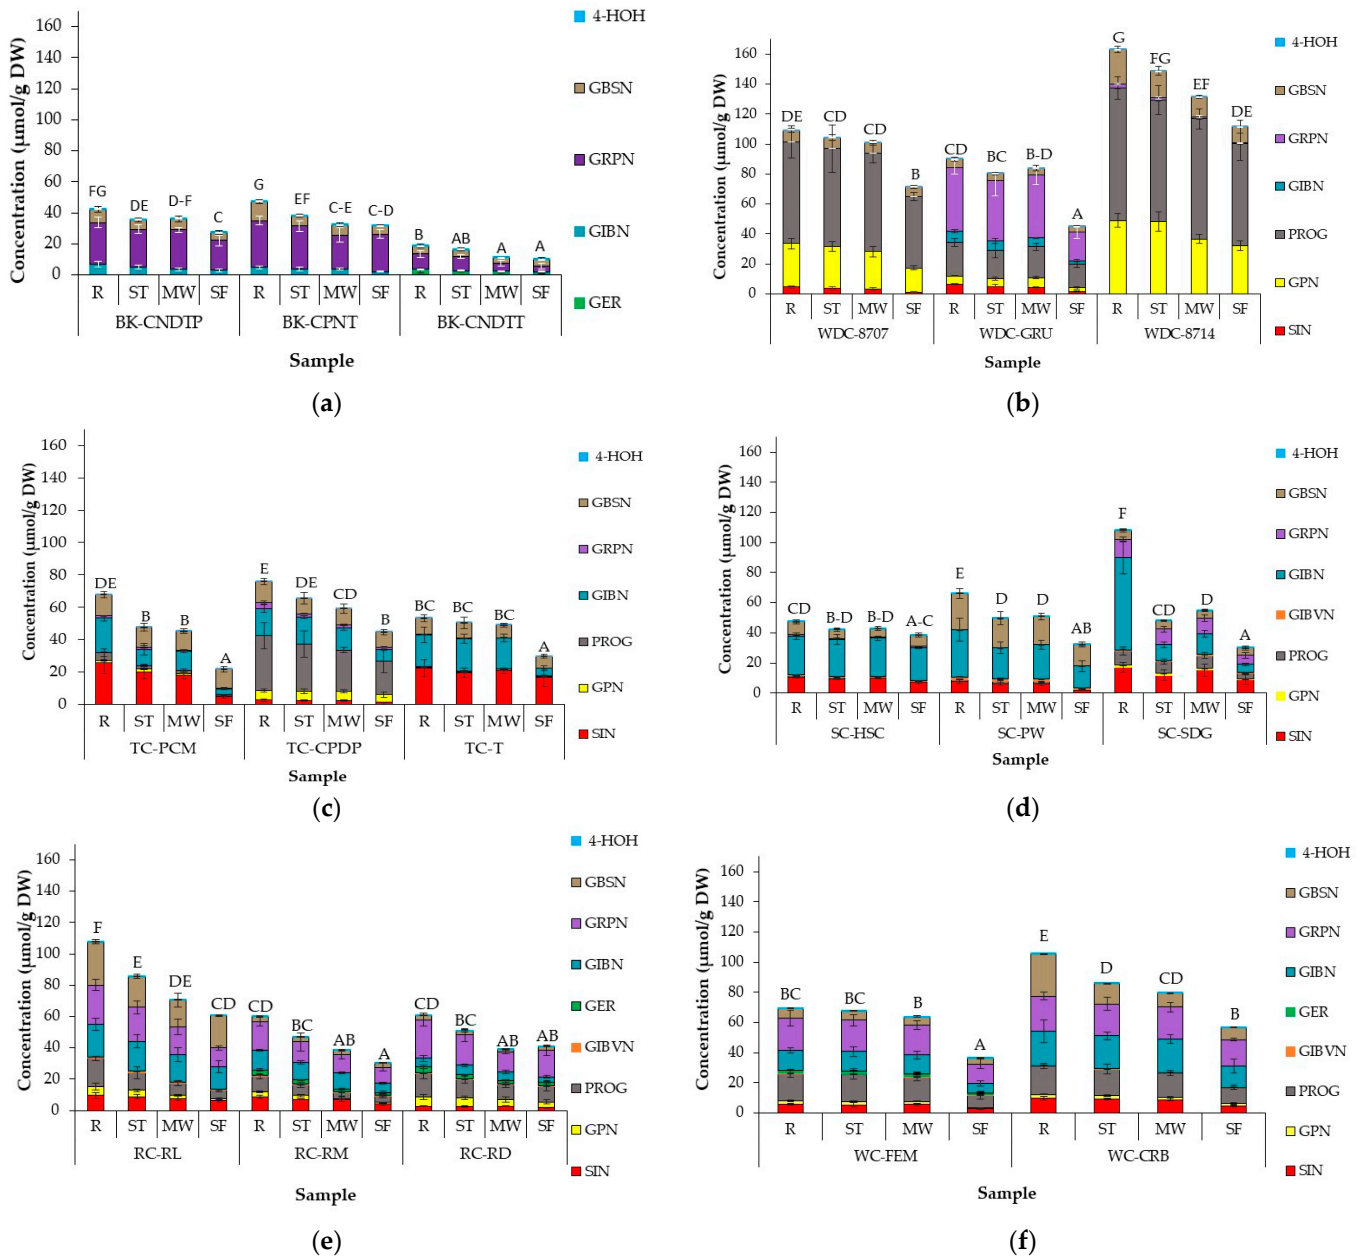 160
140
120
100
80
60
40
20
0
Concentration (µmol/g DW)
FG
DE
D-F
C
G
EF
C-E
C-D
B
AB
A
A
R ST MW SF R ST MW SF R ST MW SF
BK-CNDTP BK-CPNT BK-CNDTT
Sample
4-HOH
GBSN
GRPN
GIBN
GER
(a)
160
140
120
100
80
60
40
20
0
Concentration (µmol/g DW)
DE
CD
CD
B
CD
BC
B-D
A
G
FG
EF
DE
R ST MW SF R ST MW SF R ST MW SF
WDC-8707 WDC-GRU WDC-8714
Sample
4-HOH
GBSN
GRPN
GIBN
PROG
GPN
SIN
(b)
160
140
120
100
80
60
40
20
0
Concentration (µmol/g DW)
DE
B
B
A
E
DE
CD
B
BC
BC
BC
A
R ST MW SF R ST MW SF R ST MW SF
TC-PCM TC-CPDP TC-T
Sample
4-HOH
GBSN
GRPN
GIBN
PROG
GPN
SIN
(c)
160
140
120
100
80
60
40
20
0
Concentration (µmol/g DW)
CD
B-D
B-D
A-C
E
D
D
AB
F
CD
D
A
R ST MW SF R ST MW SF R ST MW SF
SC-HSC SC-PW SC-SDG
Sample
4-HOH
GBSN
GRPN
GIBN
GIBVN
PROG
GPN
SIN
(d)
160
140
120
100
80
60
40
20
0
Concentration (µmol/g DW)
F
E
DE
CD
CD
BC
AB
A
CD
BC
AB
AB
R ST MW SF R ST MW SF R ST MW SF
RC-RL RC-RM RC-RD
Sample
4-HOH
GBSN
GRPN
GIBN
GER
GIBVN
PROG
GPN
SIN
(e)
160
140
120
100
80
60
40
20
0
Concentration (µmol/g DW)
BC
BC
B
A
E
D
CD
B
R ST MW SF R ST MW SF
WC-FEM WC-CRB
Sample
4-HOH
GBSN
GRPN
GIBN
GER
GIBVN
PROG
GPN
SIN
(f)